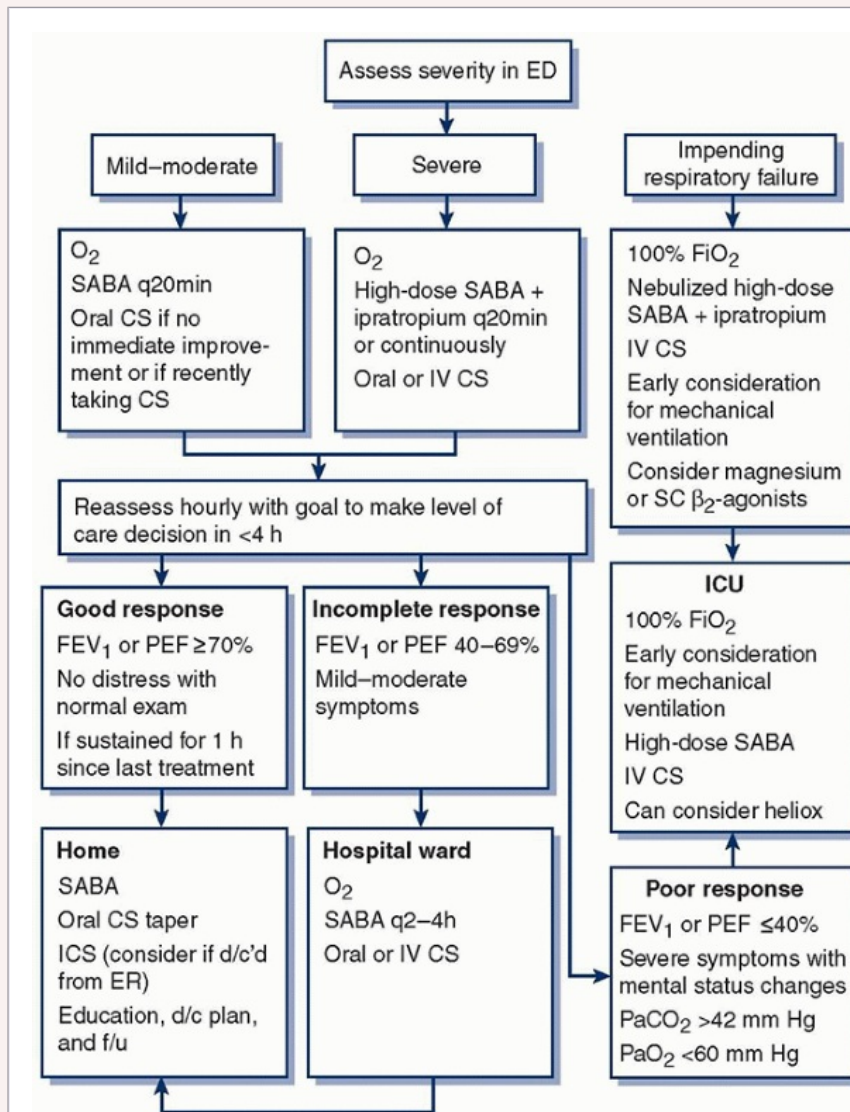 Assess severity in ED
Mild–moderate
Severe
Impending
respiratory failure
O₂
SABA q20min
Oral CS if no
immediate improve-
ment or if recently
taking CS
O₂
High-dose SABA +
ipratropium q20min
or continuously
Oral or IV CS
100% FiO₂
Nebulized high-dose
SABA + ipratropium
IV CS
Early consideration
for mechanical
ventilation
Consider magnesium
or SC β₂-agonists
Reassess hourly with goal to make level of
care decision in <4 h
Good response
FEV₁ or PEF ≥70%
No distress with
normal exam
If sustained for 1 h
since last treatment
Incomplete response
FEV₁ or PEF 40–69%
Mild–moderate
symptoms
ICU
100% FiO₂
Early consideration
for mechanical
ventilation
High-dose SABA
IV CS
Can consider heliox
Home
SABA
Oral CS taper
ICS (consider if d/c'd
from ER)
Education, d/c plan,
and f/u
Hospital ward
O₂
SABA q2–4h
Oral or IV CS
Poor response
FEV₁ or PEF ≤40%
Severe symptoms with
mental status changes
PaCO₂ >42 mm Hg
PaO₂ <60 mm Hg